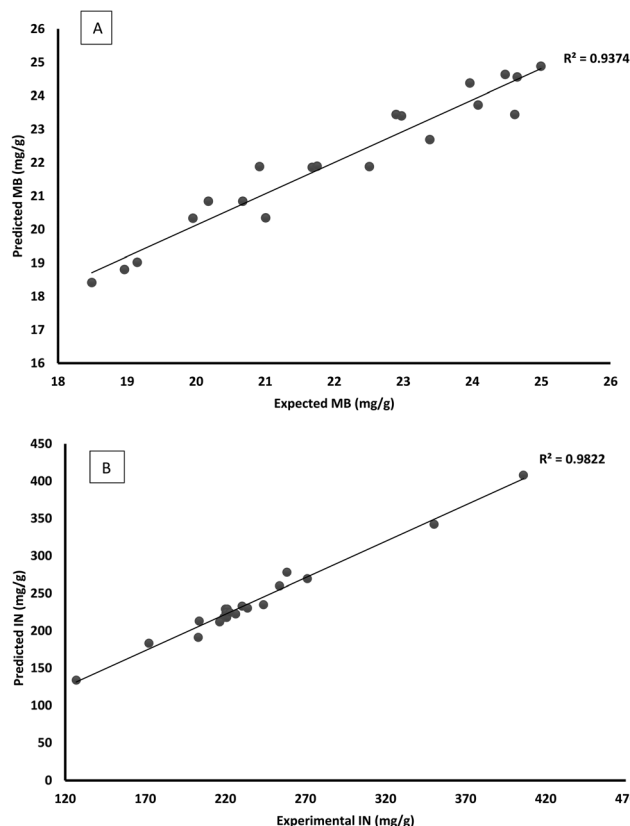 A
26
25
24
23
22
21
20
19
18
17
16
R² = 0.9374
Predicted MB (mg/g)
18 19 20 21 22 23 24 25 26
Expected MB (mg/g)
B
450
400
350
300
250
200
150
100
50
0
R² = 0.9822
Predicted IN (mg/g)
120 170 220 270 320 370 420 47
Experimental IN (mg/g)